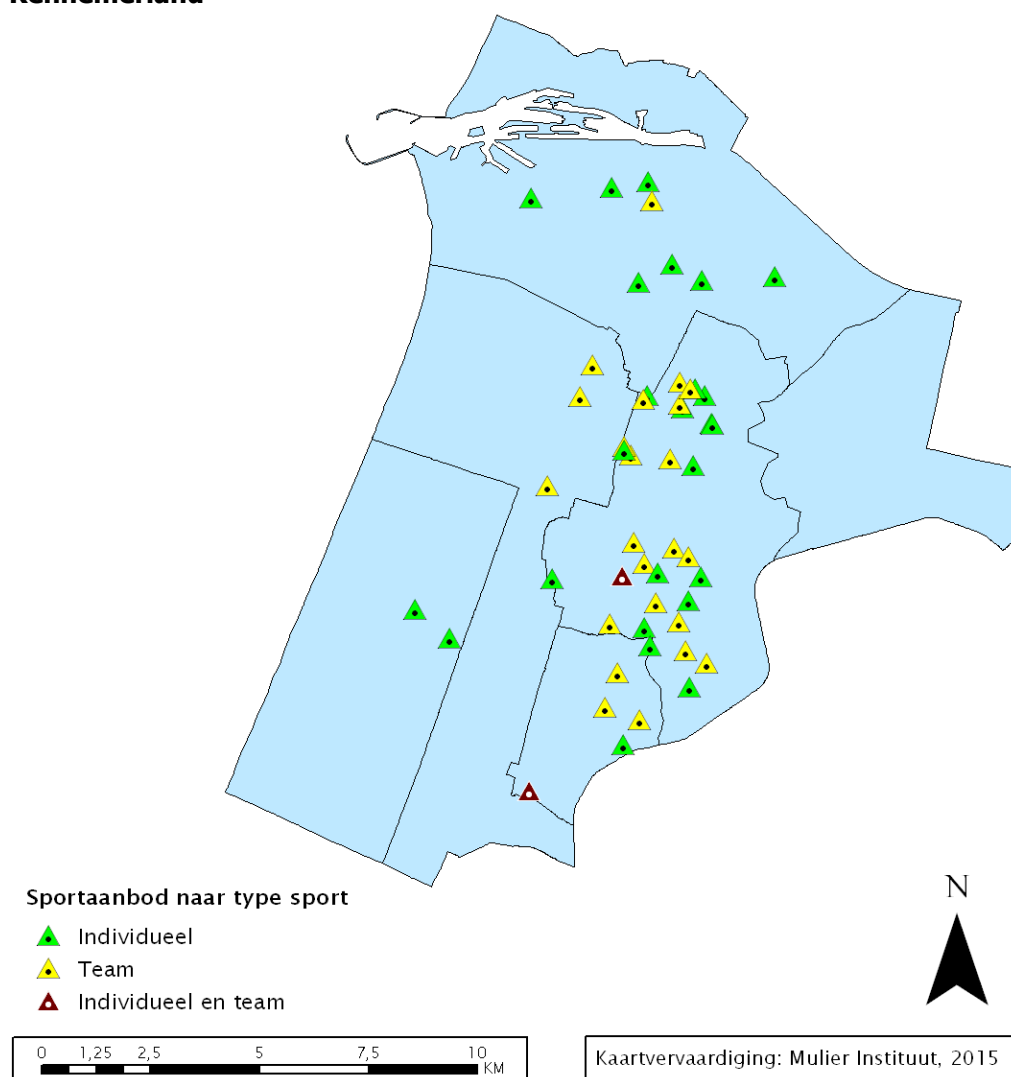 Kennemerland
N
Sportaanbod naar type sport
Individueel
Team
Individueel en team
0 1,25 2,5 5 7,5 10
KM
Kaartvervaardiging: Mulier Instituut, 2015